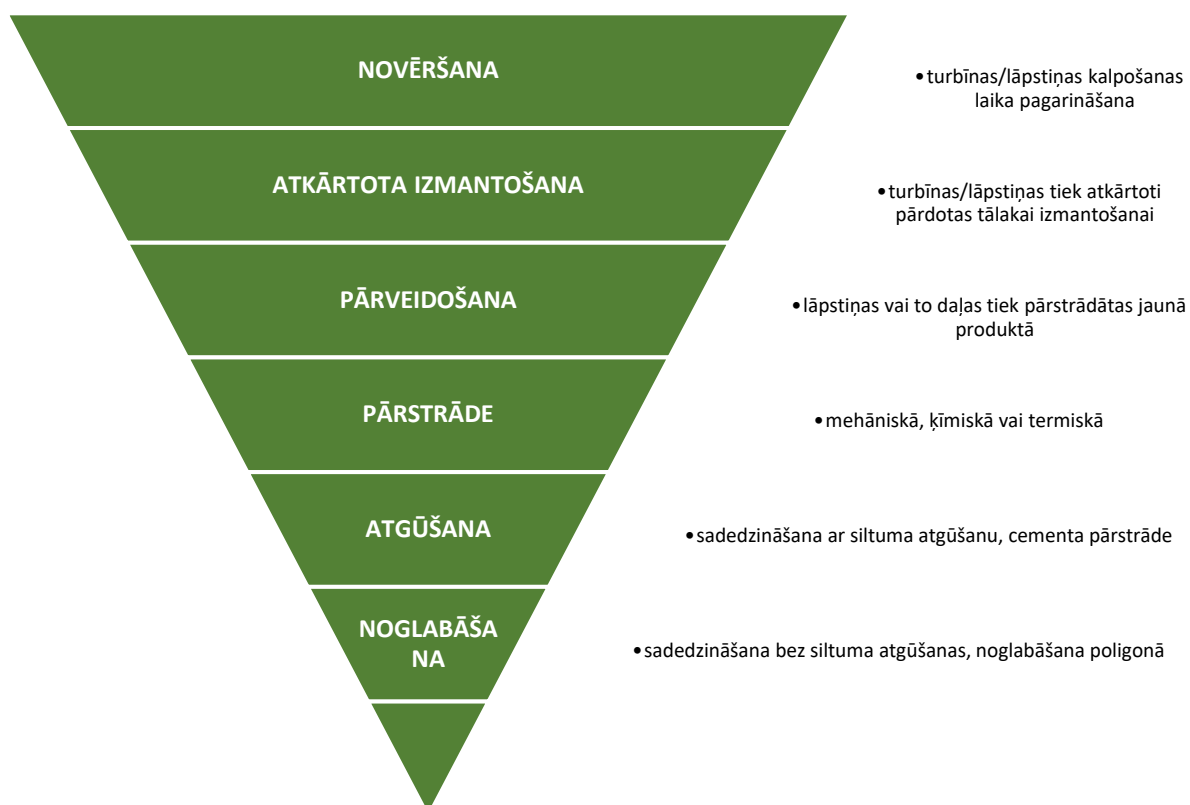 NOVĒRŠANA
•turbīnas/lāpstiņas kalpošanas
laika pagarināšana
ATKĀRTOTA IZMANTOŠANA
•turbīnas/lāpstiņas tiek atkārtoti
pārdotas tālakai izmantošanai
PĀRVEIDOŠANA
•lāpstiņas vai to daļas tiek pārstrādātas jaunā
produktā
PĀRSTRĀDE
•mehāniskā, ķīmiskā vai termiskā
ATGŪŠANA
•sadedzināšana ar siltuma atgūšanu, cementa pārstrāde
NOGLABĀŠA
NA
•sadedzināšana bez siltuma atgūšanas, noglabāšana poligonā